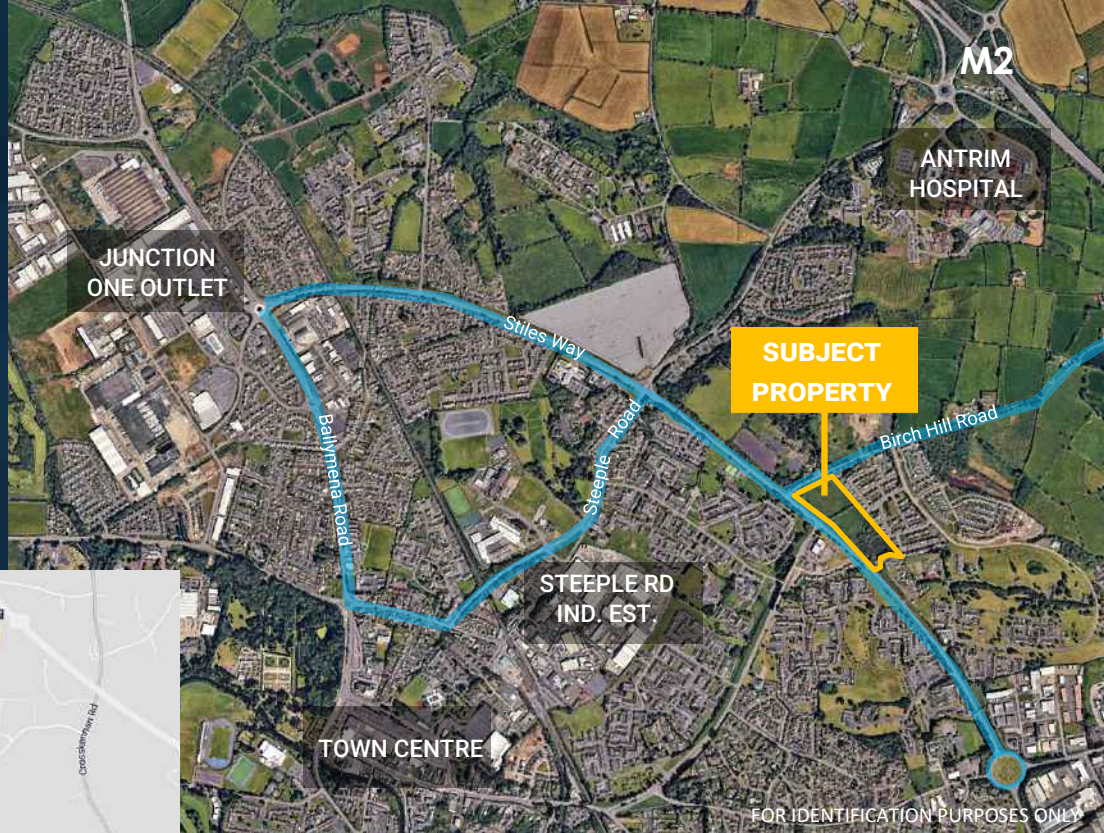 M2
ANTRIM
HOSPITAL
JUNCTION
ONE OUTLET
Stiles Way
SUBJECT
PROPERTY
Birch Hill Road
Ballymena Road
Steeple Road
STEEPLE RD
IND. EST.
TOWN CENTRE
Crosskennan Rd
FOR IDENTIFICATION PURPOSES ONLY